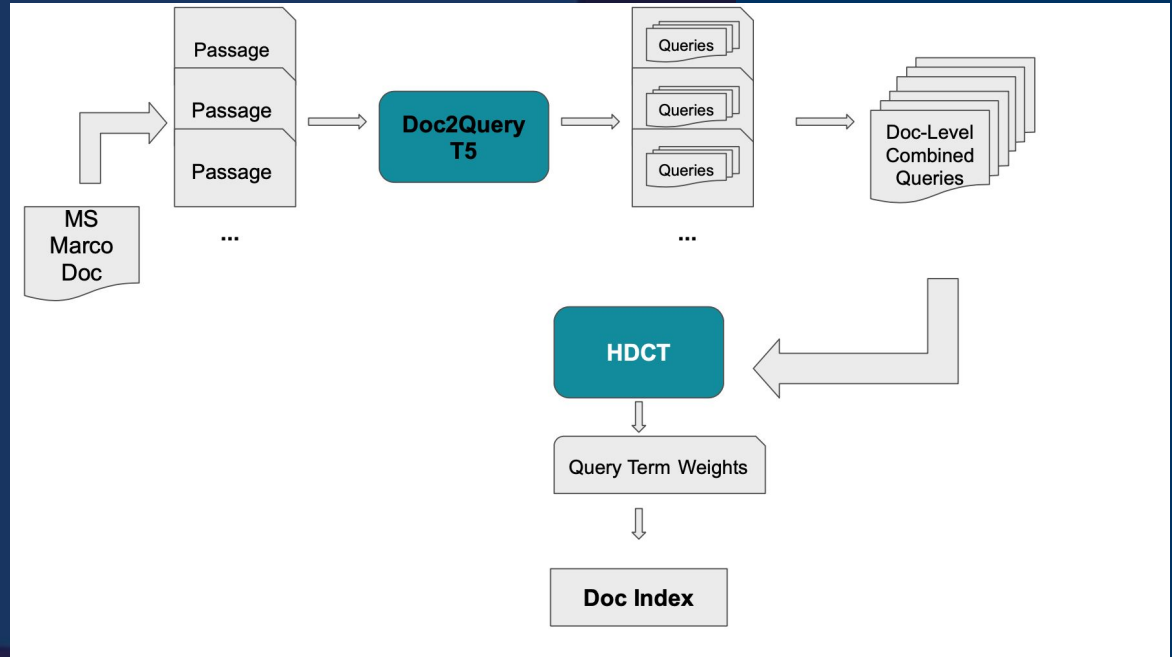 Passage
Passage
Passage
...
MS
Marco
Doc
Doc2Query
T5
Queries
Queries
Queries
...
Doc-Level
Combined
Queries
HDCT
Query Term Weights
Doc Index